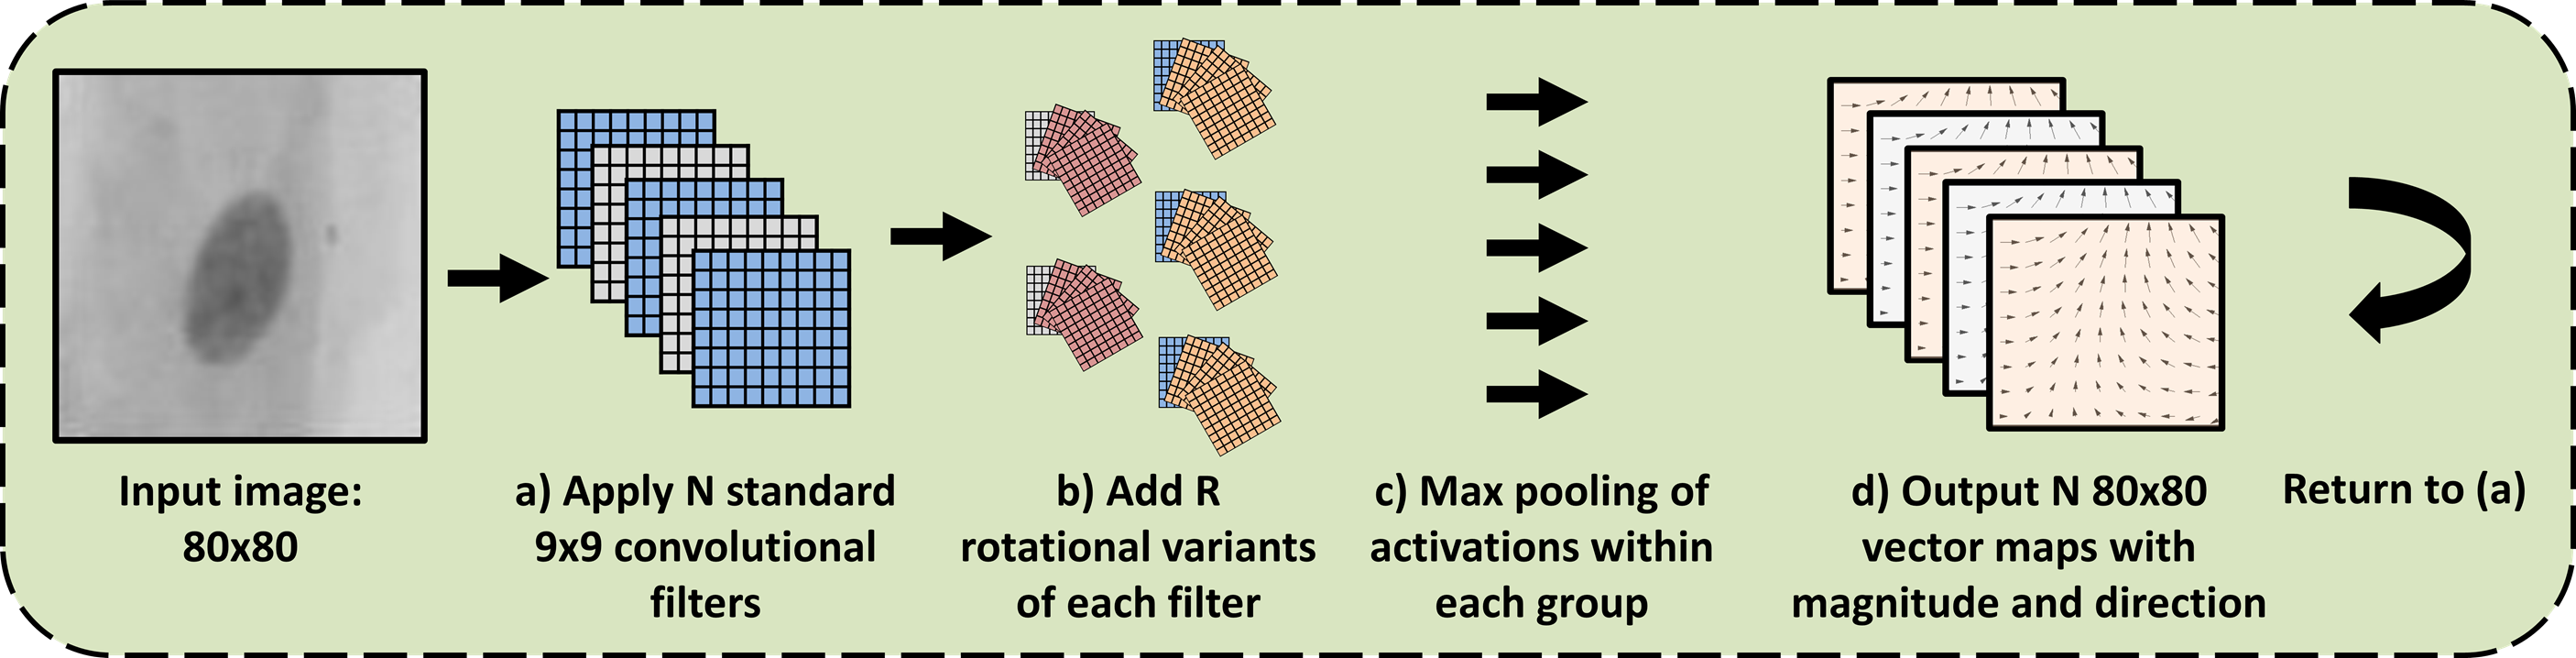 Input image:
80x80
a) Apply N standard
9x9 convolutional
filters
b) Add R
rotational variants
of each filter
c) Max pooling of
activations within
each group
d) Output N 80x80
vector maps with
magnitude and direction
Return to (a)